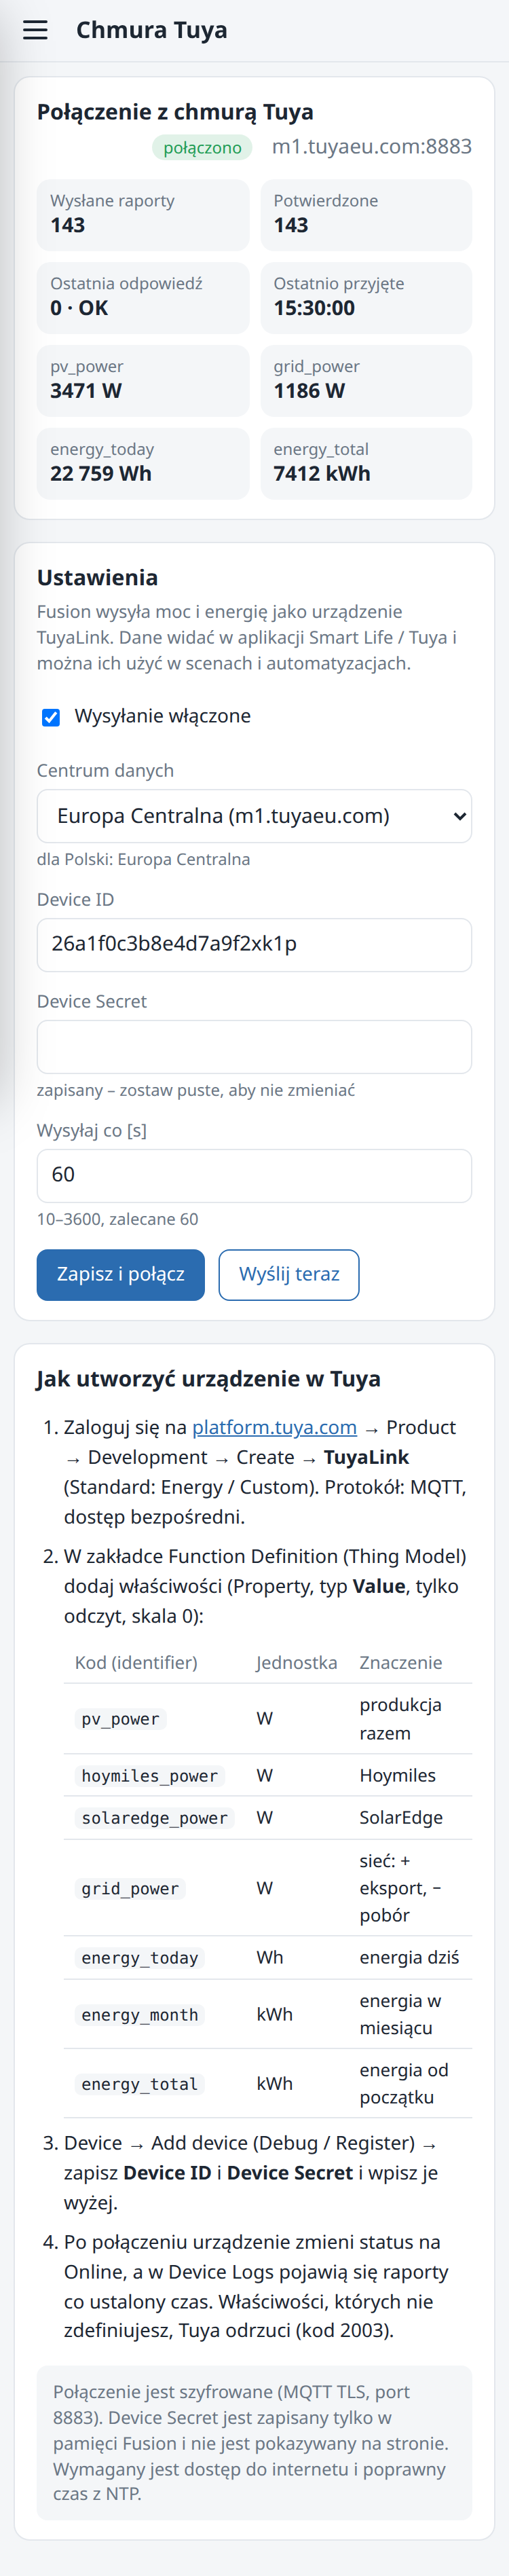 Chmura Tuya
Połączenie z chmurą Tuya
połączono m1.tuyaeu.com:8883
Wysłane raporty
143
Potwierdzone
143
Ostatnia odpowiedź
0 · OK
Ostatnio przyjęte
15:30:00
pv_power
3471 W
grid_power
1186 W
energy_today
22 759 Wh
energy_total
7412 kWh
Ustawienia
Fusion wysyła moc i energię jako urządzenie
TuyaLink. Dane widać w aplikacji Smart Life / Tuya i
można ich użyć w scenach i automatyzacjach.
Wysyłanie włączone
Centrum danych
Europa Centralna (m1.tuyaeu.com)
dla Polski: Europa Centralna
Device ID
26a1f0c3b8e4d7a9f2xk1p
Device Secret
zapisany – zostaw puste, aby nie zmieniać
Wysyłaj co [s]
60
10–3600, zalecane 60
Zapisz i połącz
Wyślij teraz
Jak utworzyć urządzenie w Tuya
1. Zaloguj się na platform.tuya.com → Product
→ Development → Create → TuyaLink
(Standard: Energy / Custom). Protokół: MQTT,
dostęp bezpośredni.
2. W zakładce Function Definition (Thing Model)
dodaj właściwości (Property, typ Value, tylko
odczyt, skala 0):
Kod (identifier) Jednostka Znaczenie
pv_power W produkcja
razem
hoymiles_power W Hoymiles
solaredge_power W SolarEdge
grid_power W sieć: +
eksport, −
pobór
energy_today Wh energia dziś
energy_month kWh energia w
miesiącu
energy_total kWh energia od
początku
3. Device → Add device (Debug / Register) →
zapisz Device ID i Device Secret i wpisz je
wyżej.
4. Po połączeniu urządzenie zmieni status na
Online, a w Device Logs pojawią się raporty
co ustalony czas. Właściwości, których nie
zdefiniujesz, Tuya odrzuci (kod 2003).
Połączenie jest szyfrowane (MQTT TLS, port
8883). Device Secret jest zapisany tylko w
pamięci Fusion i nie jest pokazywany na stronie.
Wymagany jest dostęp do internetu i poprawny
czas z NTP.